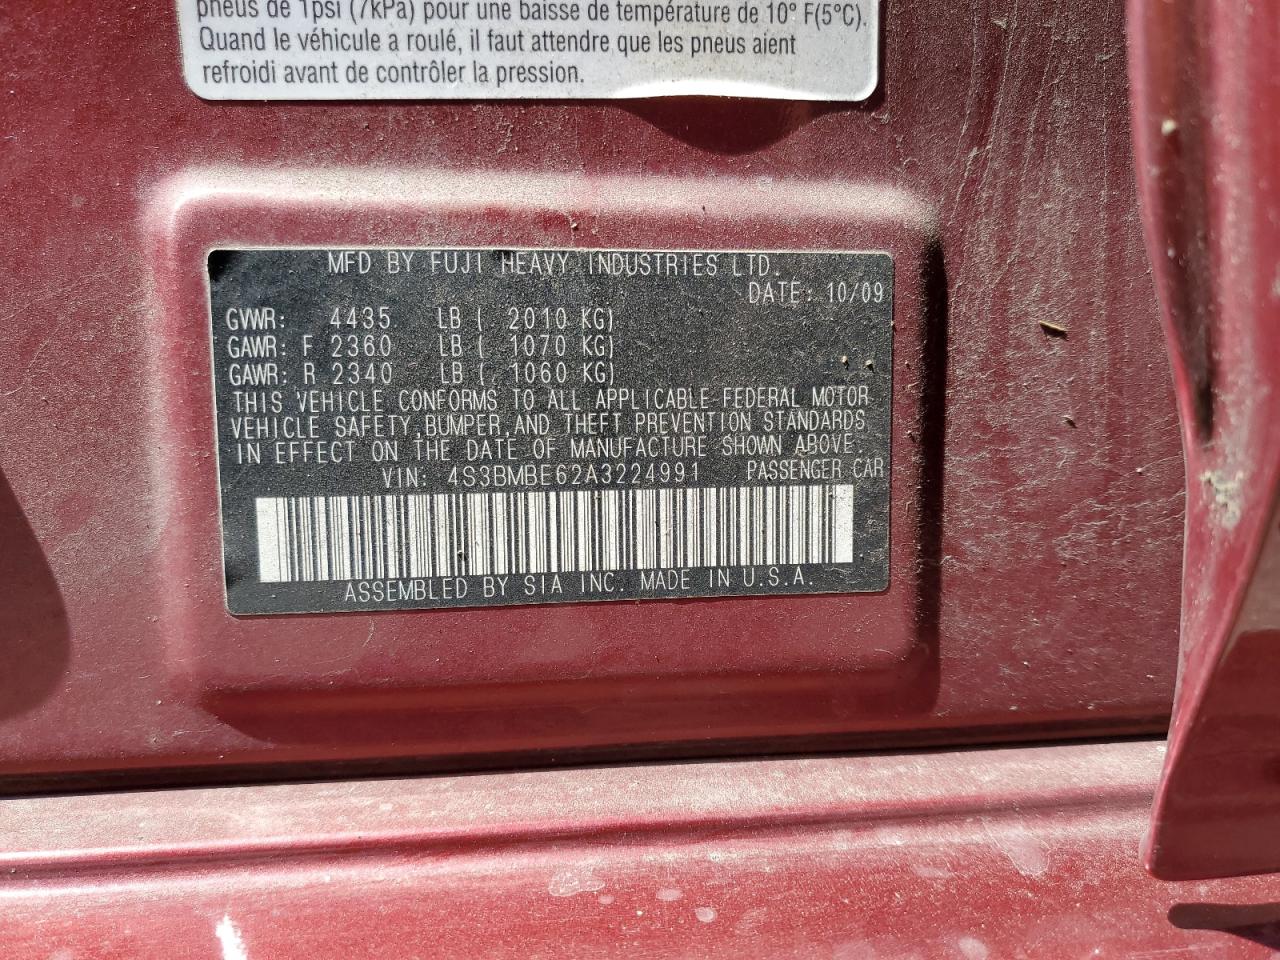 pneus de 1psi (7kPa) pour une baisse de température de 10° F(5°C).
Quand le véhicule a roulé, il faut attendre que les pneus aient
refroidi avant de contrôler la pression.
MFD BY FUJI HEAVY INDUSTRIES LTD.
DATE: 10/09
GVWR: 4435 LB ( 2010 KG)
GAWR: F 2360 LB ( 1070 KG)
GAWR: R 2340 LB ( 1060 KG)
THIS VEHICLE CONFORMS TO ALL APPLICABLE FEDERAL MOTOR
VEHICLE SAFETY, BUMPER, AND THEFT PREVENTION STANDARDS
IN EFFECT ON THE DATE OF MANUFACTURE SHOWN ABOVE.
VIN: 4S3BMBE62A3224991 PASSENGER CAR
ASSEMBLED BY SIA INC. MADE IN U.S.A.